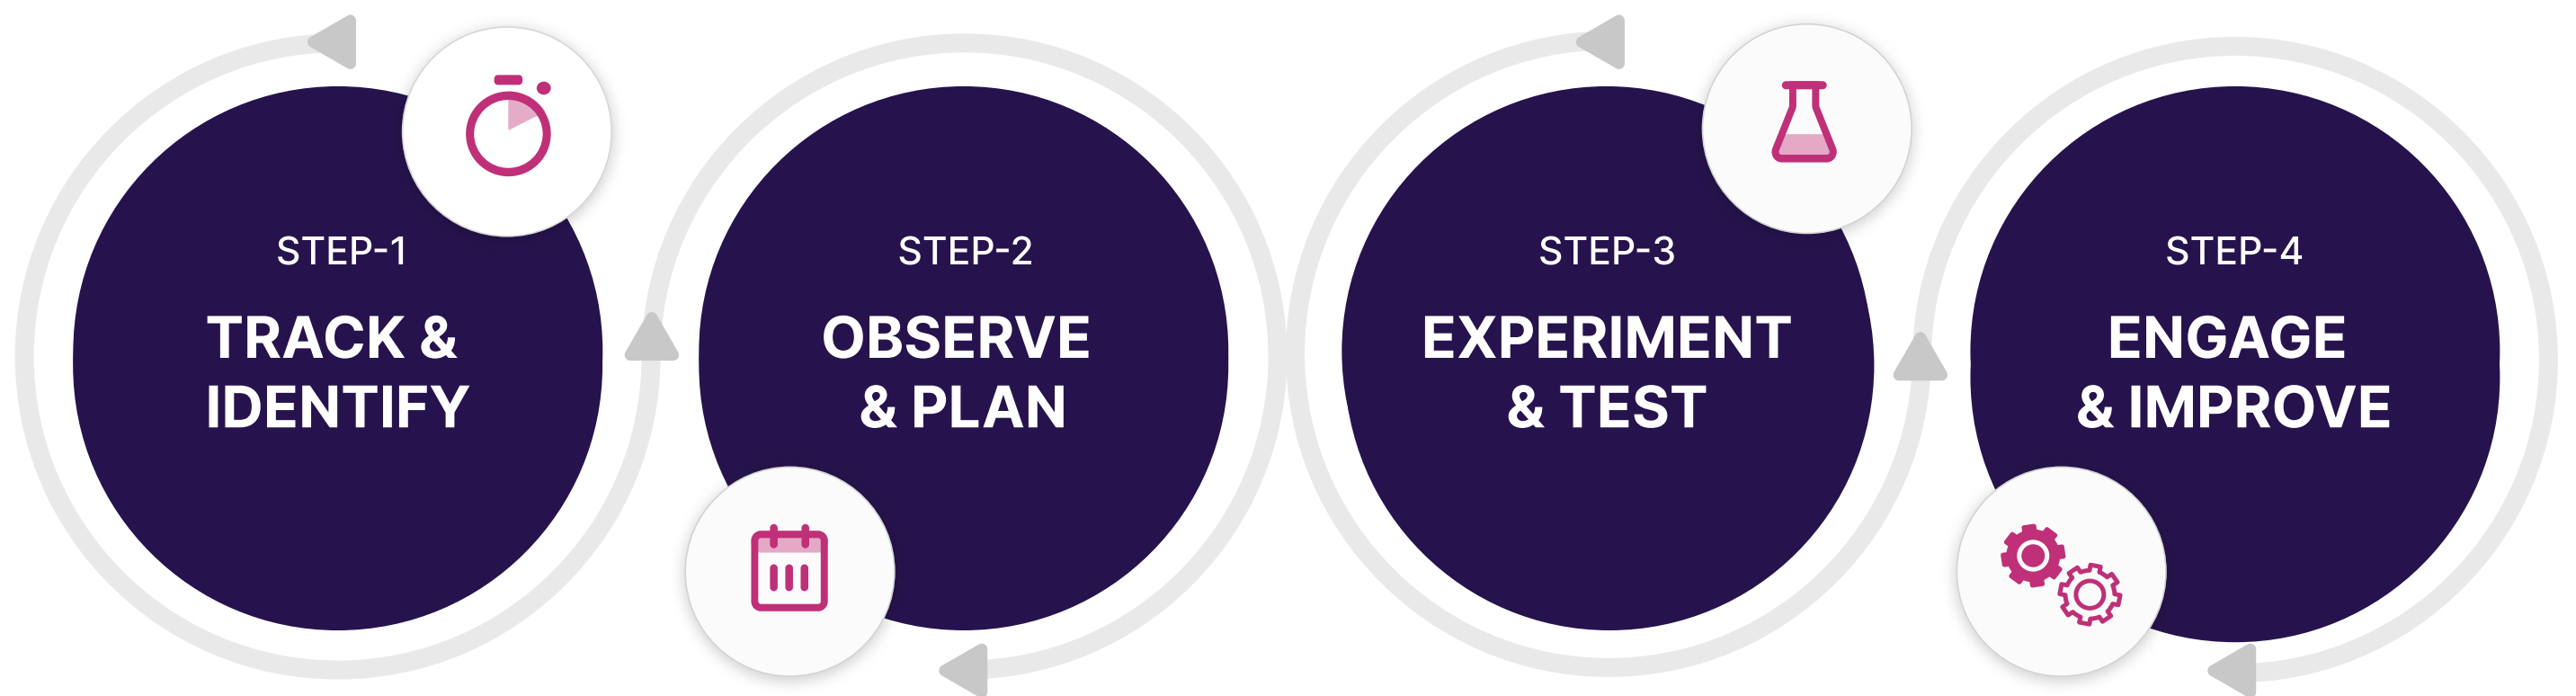 STEP-1
TRACK &
IDENTIFY
STEP-2
OBSERVE
& PLAN
STEP-3
EXPERIMENT
& TEST
STEP-4
ENGAGE
& IMPROVE